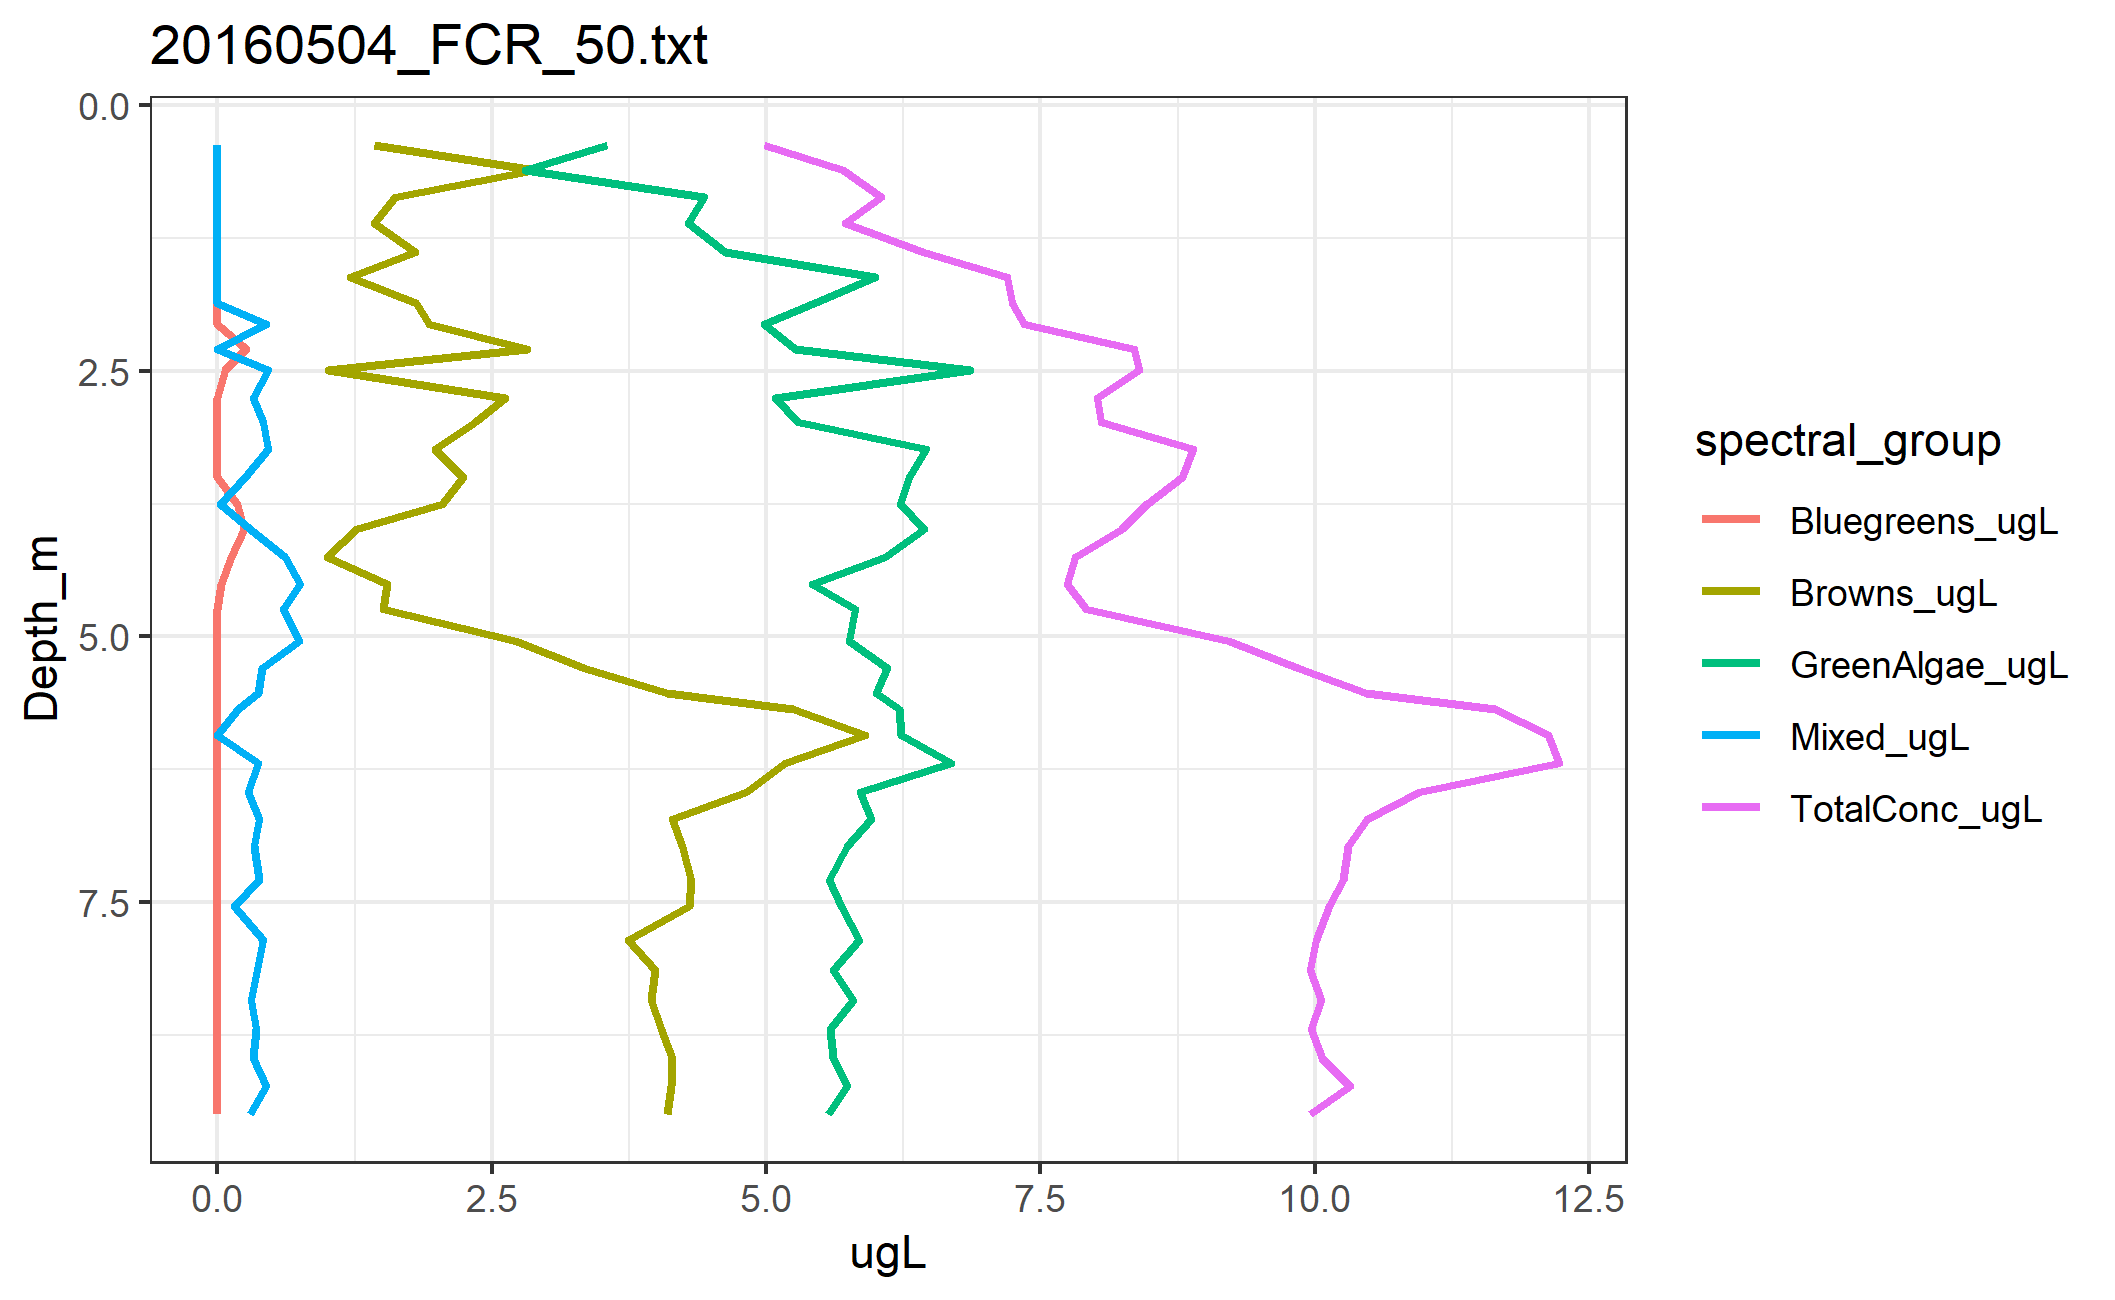 20160504_FCR_50.txt
0.0
2.5
5.0
7.5
Depth_m
0.0 2.5 5.0 7.5 10.0 12.5
ugL
spectral_group
Bluegreens_ugL
Browns_ugL
GreenAlgae_ugL
Mixed_ugL
TotalConc_ugL